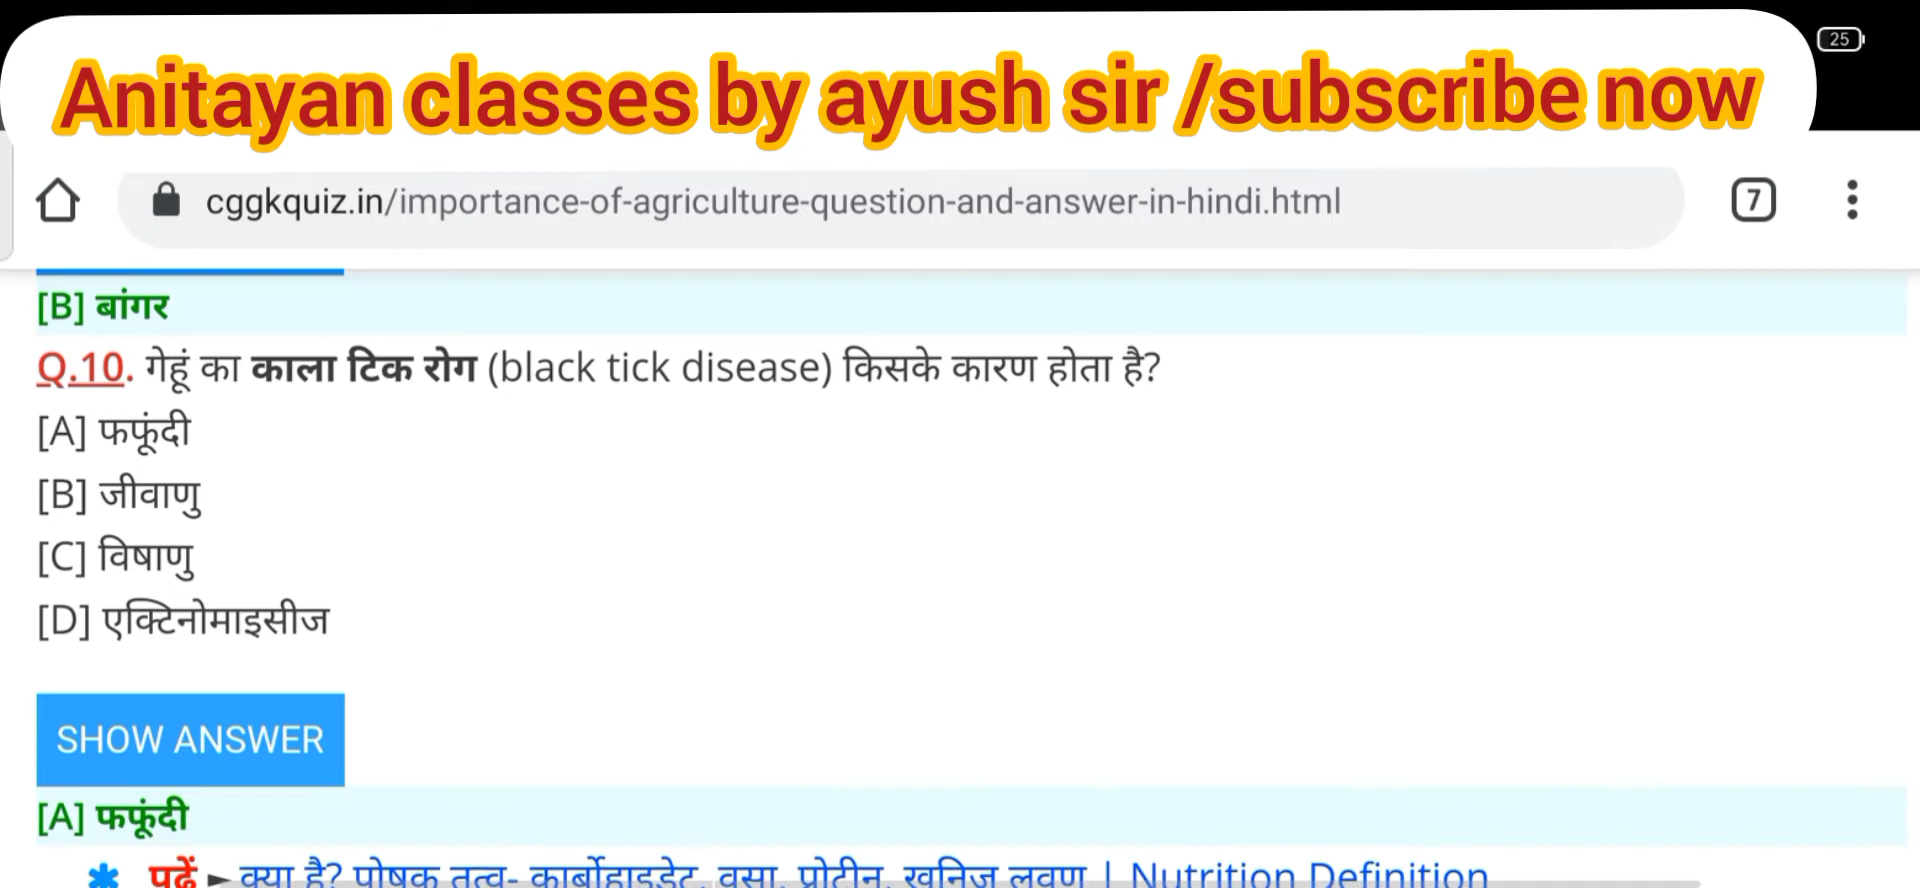 Anitayan classes by ayush sir /subscribe now
25
cggkquiz.in/importance-of-agriculture-question-and-answer-in-hindi.html
7
[B] बांगर
Q.10. गेहूं का काला टिक रोग (black tick disease) किसके कारण होता है?
[A] फफूंदी
[B] जीवाणु
[C] विषाणु
[D] एक्टिनोमाइसीज
SHOW ANSWER
[A] फफूंदी
पढ़ें ► क्या है? पोषक तत्व- कार्बोहाइडेट, वसा, प्रोटीन, खनिज लवण | Nutrition Definition